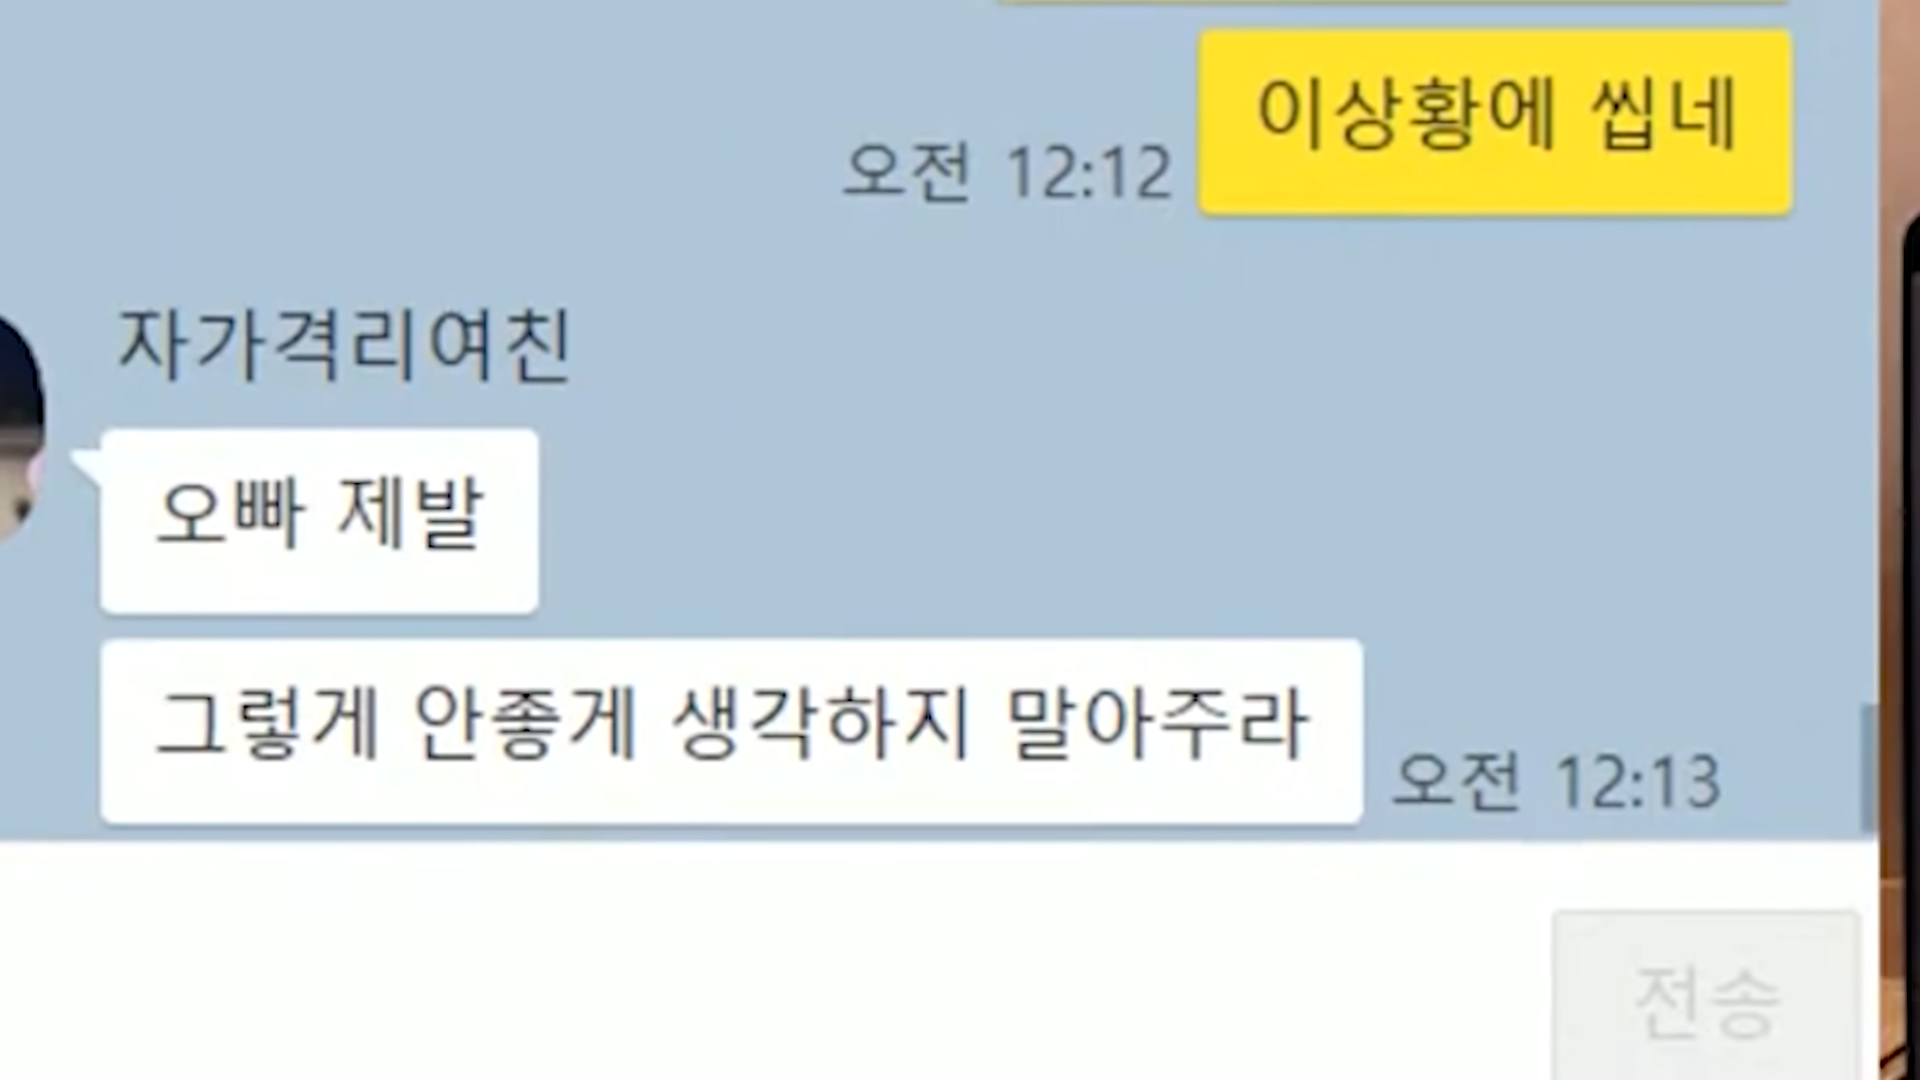 이상황에 씹네
오전 12:12
자가격리여친
오빠 제발
그렇게 안좋게 생각하지 말아주라
오전 12:13
전송